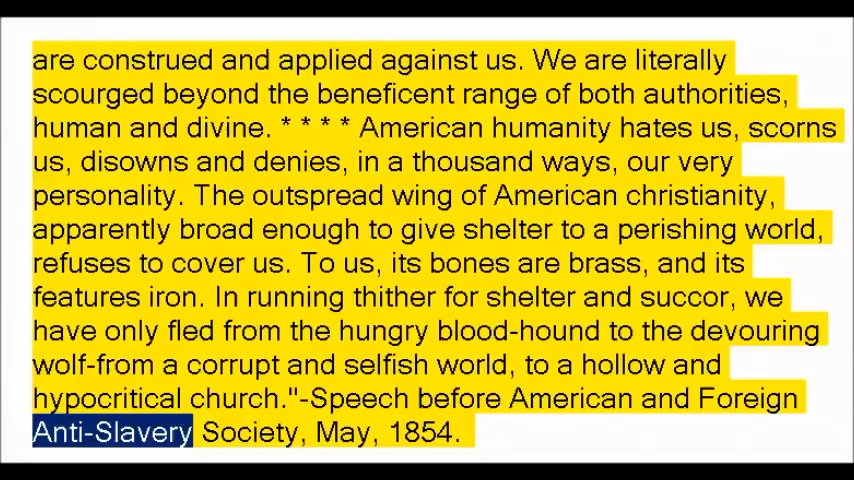 are construed and applied against us. We are literally
scourged beyond the beneficent range of both authorities,
human and divine. * * * * American humanity hates us, scorns
us, disowns and denies, in a thousand ways, our very
personality. The outspread wing of American christianity,
apparently broad enough to give shelter to a perishing world,
refuses to cover us. To us, its bones are brass, and its
features iron. In running thither for shelter and succor, we
have only fled from the hungry blood-hound to the devouring
wolf-from a corrupt and selfish world, to a hollow and
hypocritical church."-Speech before American and Foreign
Anti-Slavery Society, May, 1854.